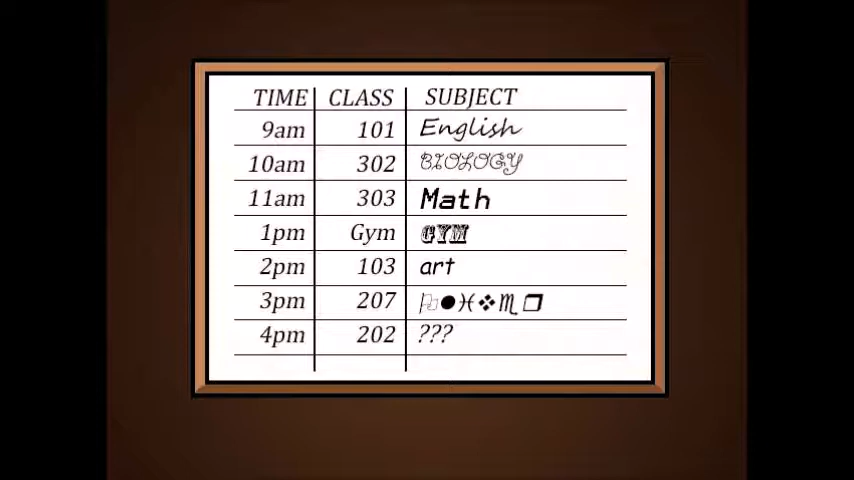 TIME CLASS SUBJECT
9am 101 English
10am 302 BIOLOGY
11am 303 Math
1pm Gym GYM
2pm 103 art
3pm 207 ●♓❖♏❒
4pm 202 ???